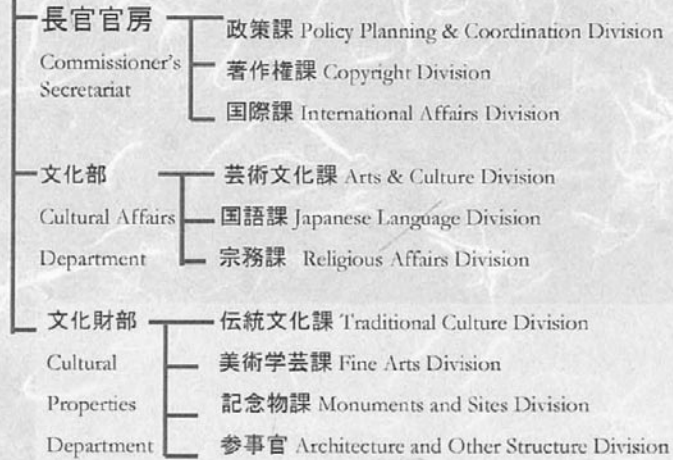 長官官房
Commissioner's
Secretariat
政策課 Policy Planning & Coordination Division
著作権課 Copyright Division
国際課 International Affairs Division
文化部
Cultural Affairs
Department
芸術文化課 Arts & Culture Division
国語課 Japanese Language Division
宗務課 Religious Affairs Division
文化財部
Cultural
Properties
Department
伝統文化課 Traditional Culture Division
美術学芸課 Fine Arts Division
記念物課 Monuments and Sites Division
参事官 Architecture and Other Structure Division